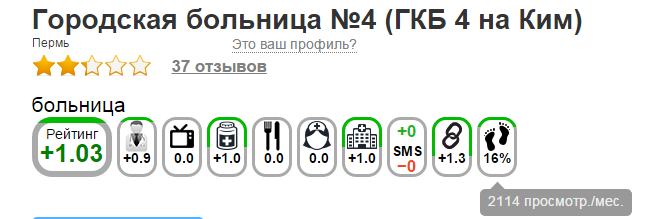 Городская больница №4 (ГКБ 4 на Ким)
Пермь
Это ваш профиль?
37 отзывов
больница
Рейтинг
+1.03
+0.9
0.0
+1.0
0.0
0.0
+1.0
+0
SMS
−0
+1.3
16%
2114 просмотр./мес.